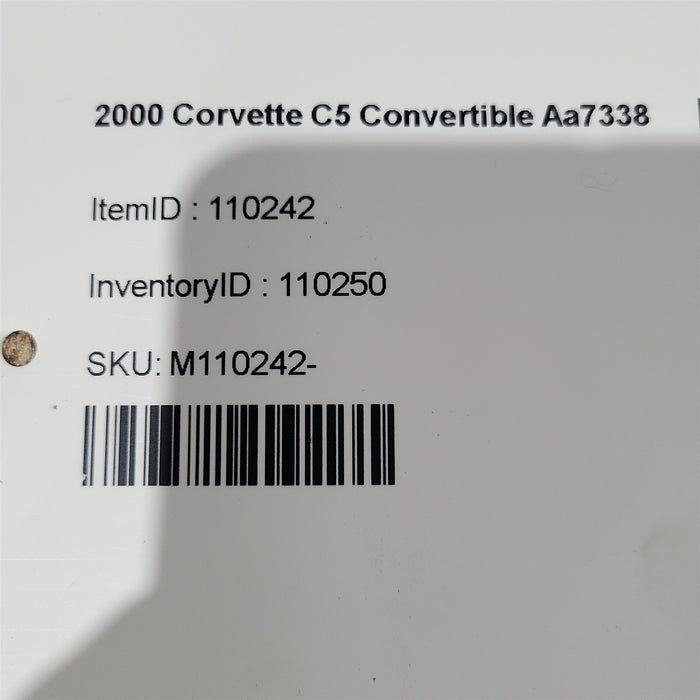 2000 Corvette C5 Convertible Aa7338
ItemID : 110242
InventoryID : 110250
SKU: M110242-